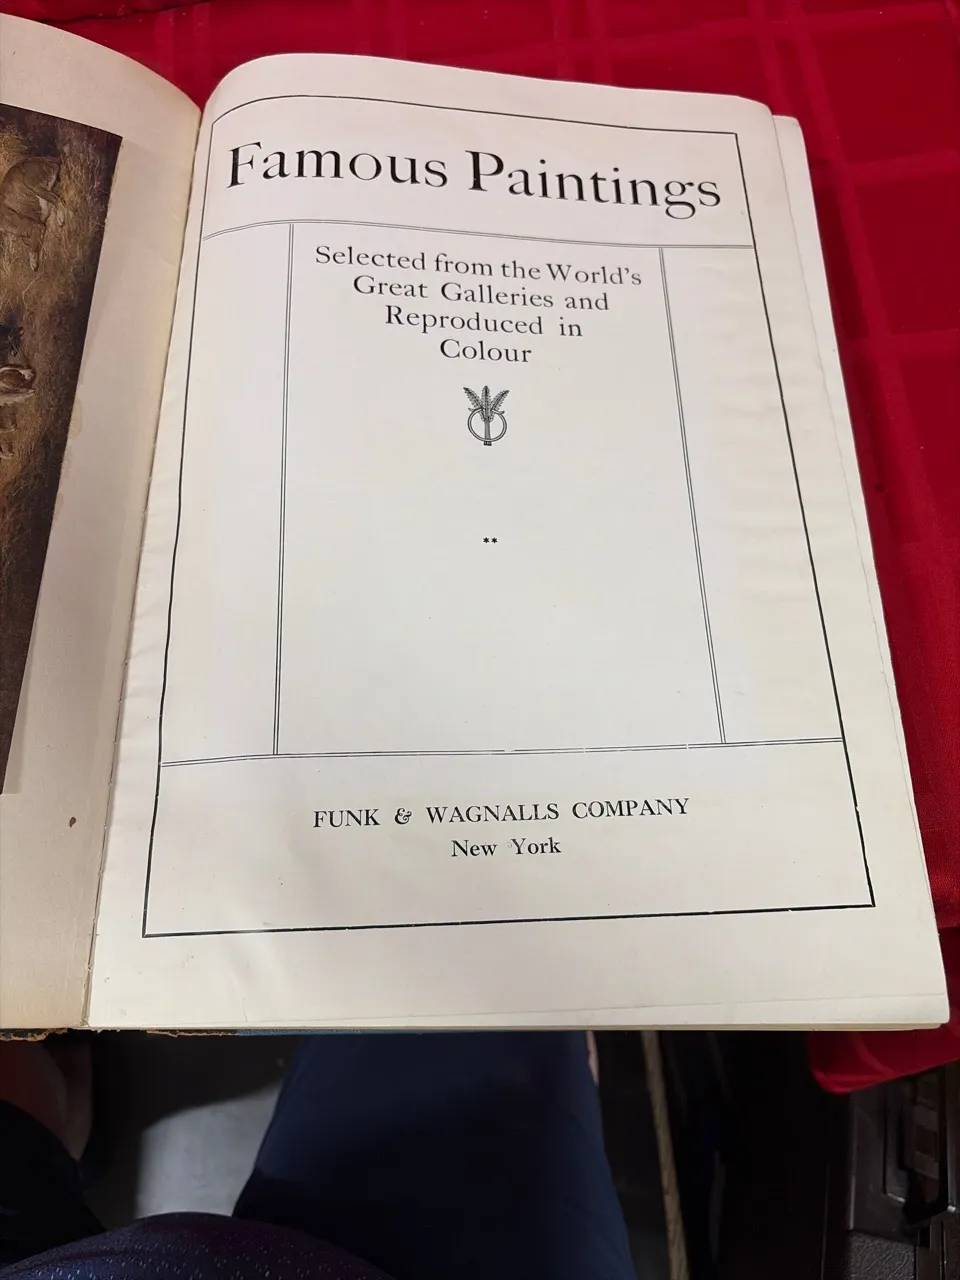 Famous Paintings
Selected from the World's
Great Galleries and
Reproduced in
Colour
**
FUNK & WAGNALLS COMPANY
New York